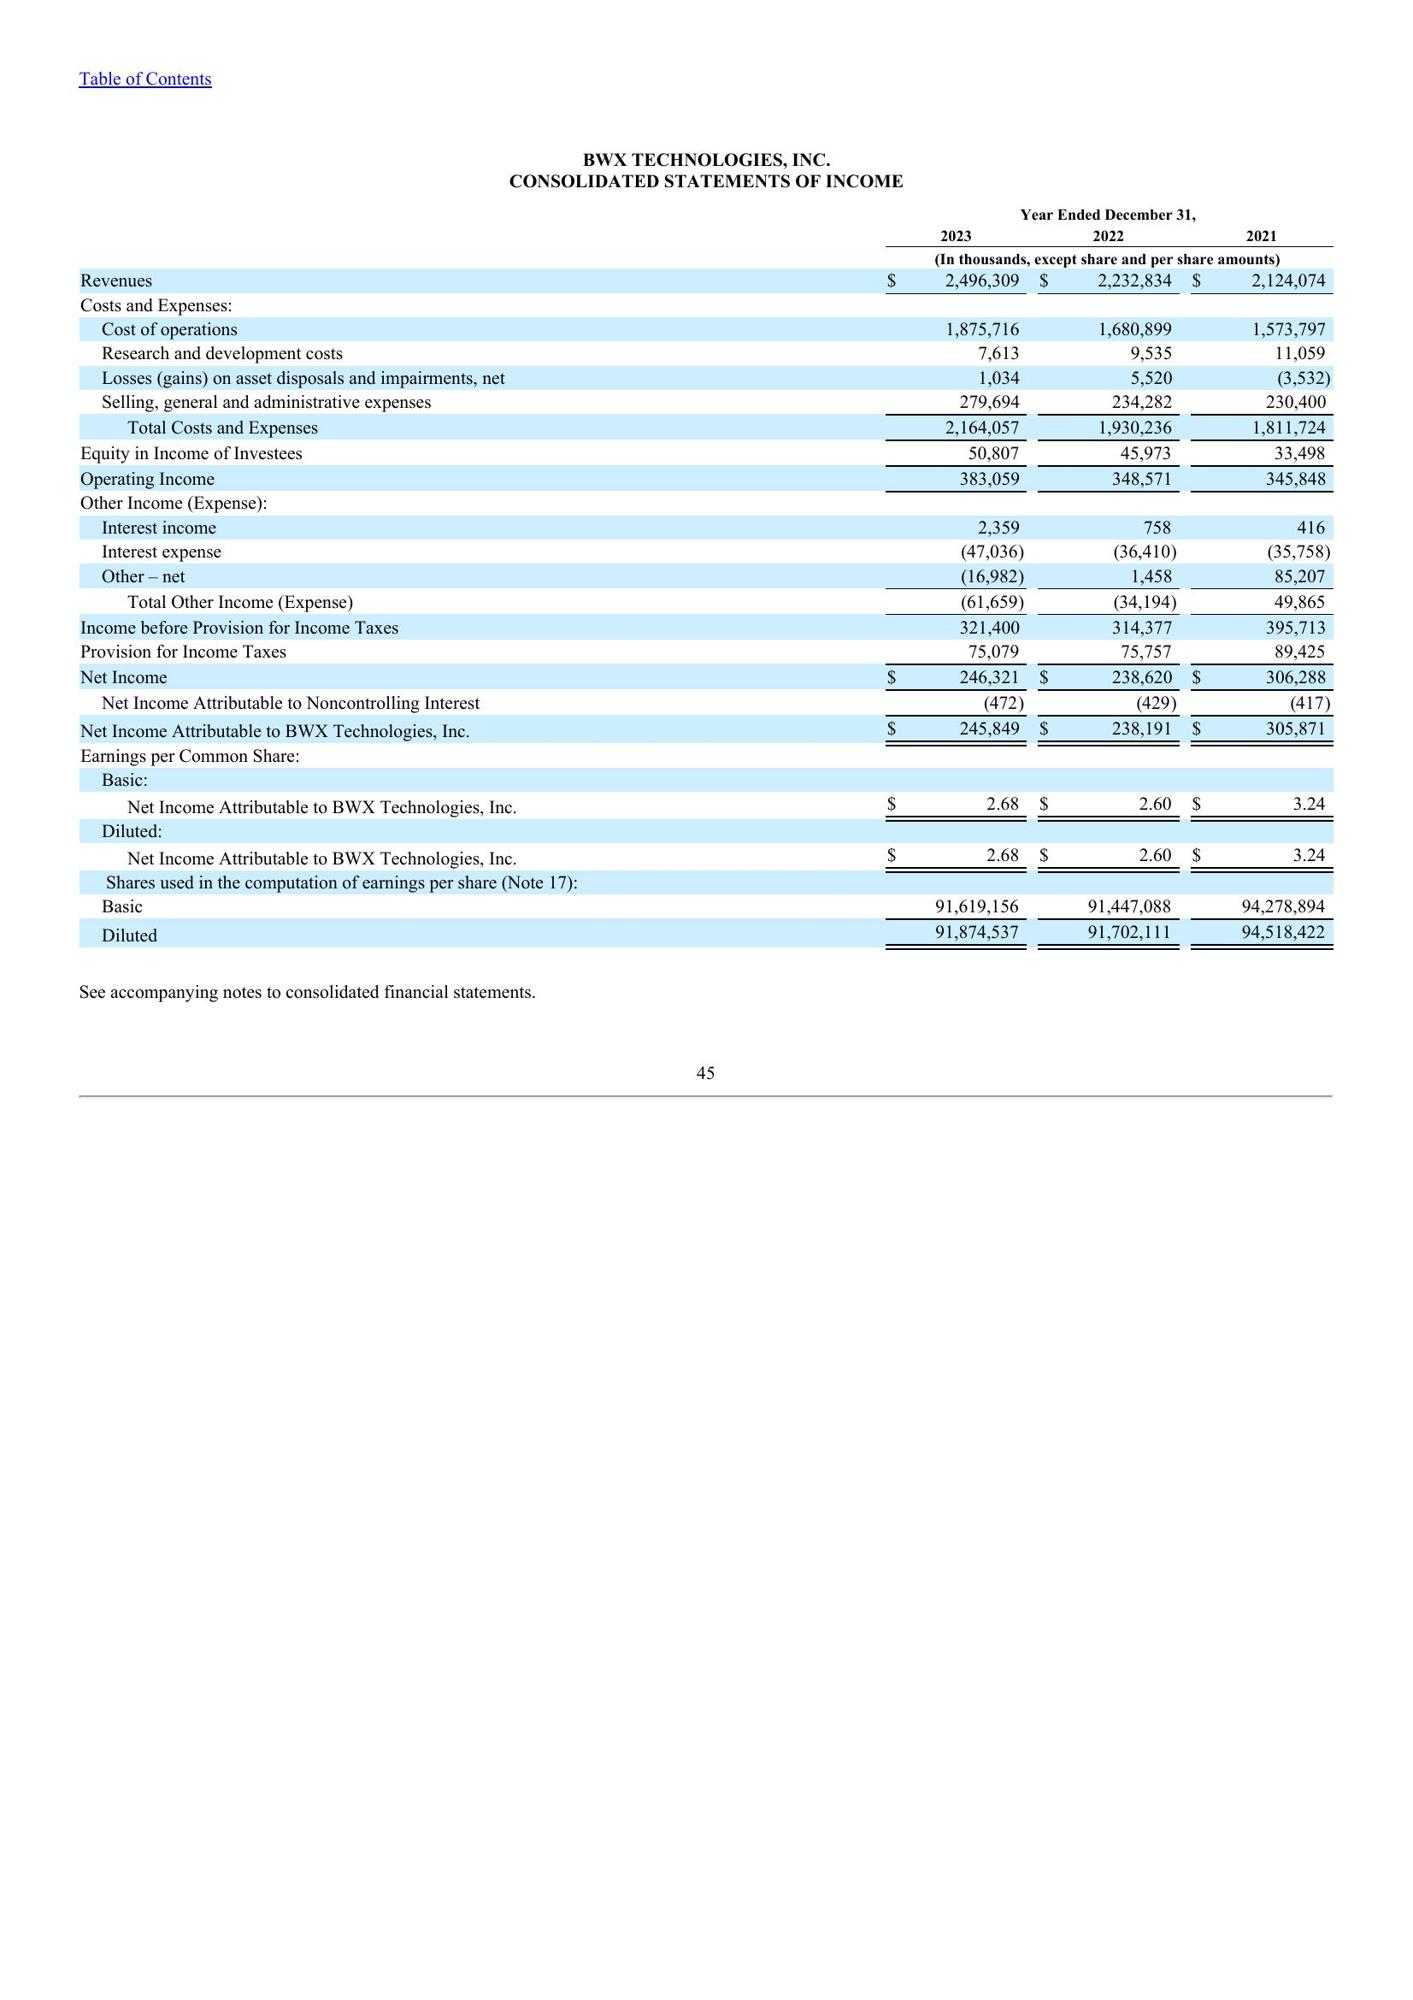 Table of Contents
BWX TECHNOLOGIES, INC.
CONSOLIDATED STATEMENTS OF INCOME
Year Ended December 31,
2023 2022 2021
(In thousands, except share and per share amounts)
Revenues $ 2,496,309 $ 2,232,834 $ 2,124,074
Costs and Expenses:
Cost of operations 1,875,716 1,680,899 1,573,797
Research and development costs 7,613 9,535 11,059
Losses (gains) on asset disposals and impairments, net 1,034 5,520 (3,532)
Selling, general and administrative expenses 279,694 234,282 230,400
Total Costs and Expenses 2,164,057 1,930,236 1,811,724
Equity in Income of Investees 50,807 45,973 33,498
Operating Income 383,059 348,571 345,848
Other Income (Expense):
Interest income 2,359 758 416
Interest expense (47,036) (36,410) (35,758)
Other – net (16,982) 1,458 85,207
Total Other Income (Expense) (61,659) (34,194) 49,865
Income before Provision for Income Taxes 321,400 314,377 395,713
Provision for Income Taxes 75,079 75,757 89,425
Net Income $ 246,321 $ 238,620 $ 306,288
Net Income Attributable to Noncontrolling Interest (472) (429) (417)
Net Income Attributable to BWX Technologies, Inc. $ 245,849 $ 238,191 $ 305,871
Earnings per Common Share:
Basic:
Net Income Attributable to BWX Technologies, Inc. $ 2.68 $ 2.60 $ 3.24
Diluted:
Net Income Attributable to BWX Technologies, Inc. $ 2.68 $ 2.60 $ 3.24
Shares used in the computation of earnings per share (Note 17):
Basic 91,619,156 91,447,088 94,278,894
Diluted 91,874,537 91,702,111 94,518,422
See accompanying notes to consolidated financial statements.
45